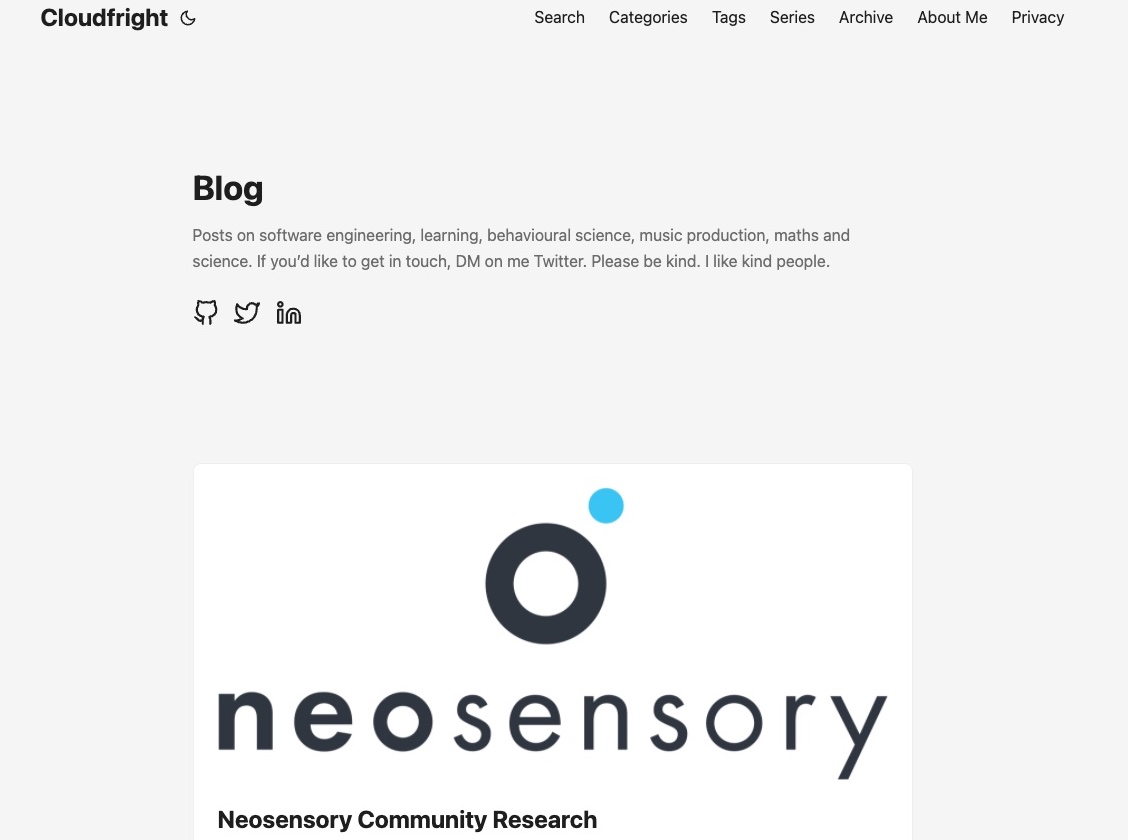 Cloudfright
Search Categories Tags Series Archive About Me Privacy
Blog
Posts on software engineering, learning, behavioural science, music production, maths and
science. If you’d like to get in touch, DM on me Twitter. Please be kind. I like kind people.
neosensory
Neosensory Community Research